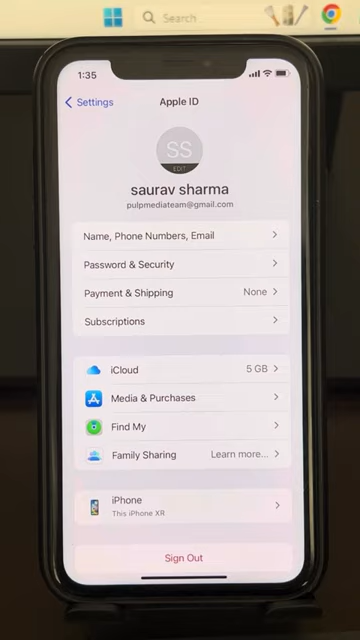 Search
1:35
Settings
Apple ID
SS
EDIT
saurav sharma
pulpmediateam@gmail.com
Name, Phone Numbers, Email
Password & Security
Payment & Shipping None
Subscriptions
iCloud 5 GB
Media & Purchases
Find My
Family Sharing Learn more...
iPhone
This iPhone XR
Sign Out